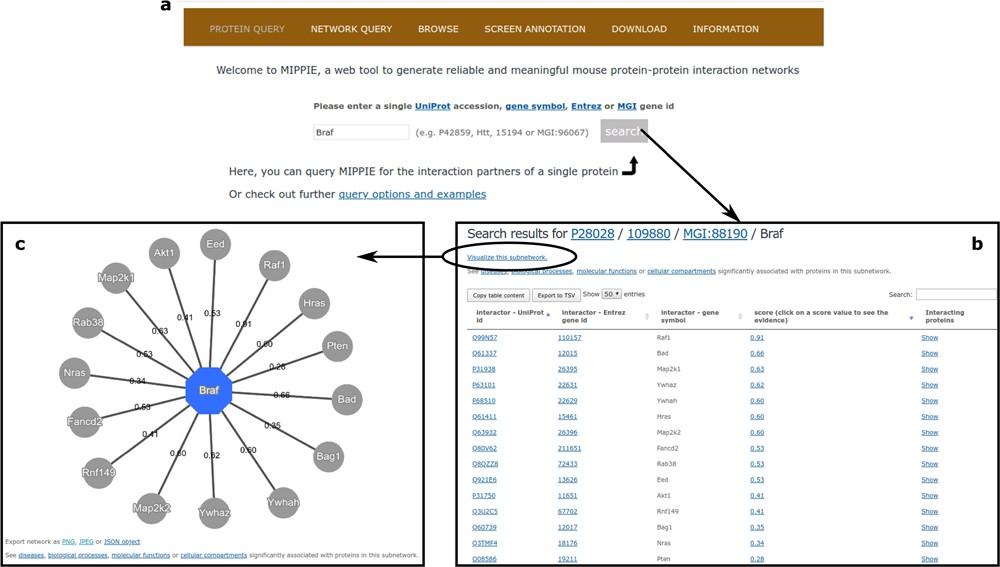 a
PROTEIN QUERY NETWORK QUERY BROWSE SCREEN ANNOTATION DOWNLOAD INFORMATION
Welcome to MIPPIE, a web tool to generate reliable and meaningful mouse protein-protein interaction networks
Please enter a single UniProt accession, gene symbol, Entrez or MGI gene id
Braf (e.g. P42859, Htt, 15194 or MGI:96067) search
Here, you can query MIPPIE for the interaction partners of a single protein
Or check out further query options and examples
c
Eed
Akt1
Raf1
Map2k1
Hras
Rab38
Pten
Nras
Braf
Bad
Fancd2
Bag1
Rnf149
Ywhah
Map2k2
Ywhaz
0.53
0.41
0.91
0.63
0.60
0.53
0.28
0.34
0.66
0.53
0.35
0.41
0.60
0.62
0.60
Export network as PNG, JPEG or JSON object
See diseases, biological processes, molecular functions or cellular compartments significantly associated with proteins in this subnetwork.
b
Search results for P28028 / 109880 / MGI:88190 / Braf
Visualize this subnetwork.
See diseases, biological processes, molecular functions or cellular compartments significantly associated with proteins in this subnetwork.
Copy table content Export to TSV Show 50 entries Search:
interactor - UniProt id interactor - Entrez gene id interactor - gene symbol score (click on a score value to see the evidence) Interacting proteins
Q99N57 110157 Raf1 0.91 Show
Q61337 12015 Bad 0.66 Show
P31938 26395 Map2k1 0.63 Show
P63101 22631 Ywhaz 0.62 Show
P68510 22629 Ywhah 0.60 Show
Q61411 15461 Hras 0.60 Show
Q63932 26396 Map2k2 0.60 Show
Q80V62 211651 Fancd2 0.53 Show
Q8QZZ8 72433 Rab38 0.53 Show
Q921E6 13626 Eed 0.53 Show
P31750 11651 Akt1 0.41 Show
Q3U2C5 67702 Rnf149 0.41 Show
Q60739 12017 Bag1 0.35 Show
Q3TMF4 18176 Nras 0.34 Show
O08586 19211 Pten 0.28 Show